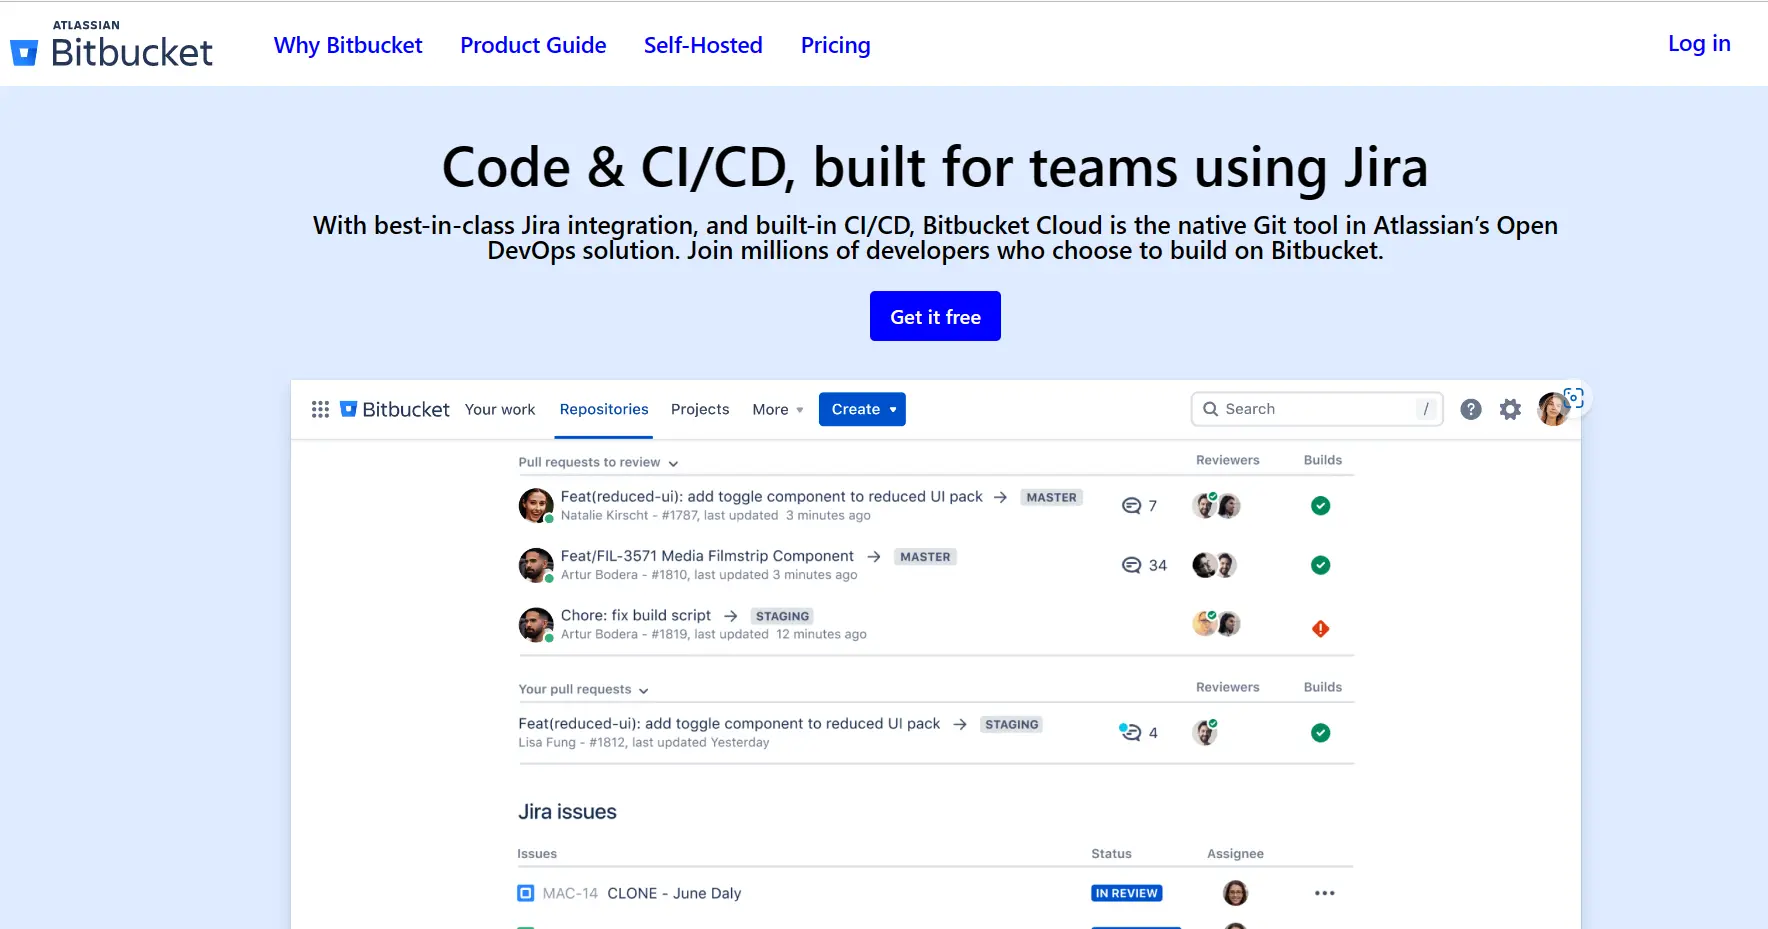 ATLASSIAN
Bitbucket
Why Bitbucket Product Guide Self-Hosted Pricing Log in
Code & CI/CD, built for teams using Jira
With best-in-class Jira integration, and built-in CI/CD, Bitbucket Cloud is the native Git tool in Atlassian’s Open
DevOps solution. Join millions of developers who choose to build on Bitbucket.
Get it free
Bitbucket Your work Repositories Projects More Create Search / ?
Pull requests to review Reviewers Builds
Feat(reduced-ui): add toggle component to reduced UI pack → MASTER 7
Natalie Kirscht - #1787, last updated 3 minutes ago
Feat/FIL-3571 Media Filmstrip Component → MASTER 34
Artur Bodera - #1810, last updated 3 minutes ago
Chore: fix build script → STAGING
Artur Bodera - #1819, last updated 12 minutes ago
Your pull requests Reviewers Builds
Feat(reduced-ui): add toggle component to reduced UI pack → STAGING 4
Lisa Fung - #1812, last updated Yesterday
Jira issues
Issues Status Assignee
MAC-14 CLONE - June Daly IN REVIEW •••